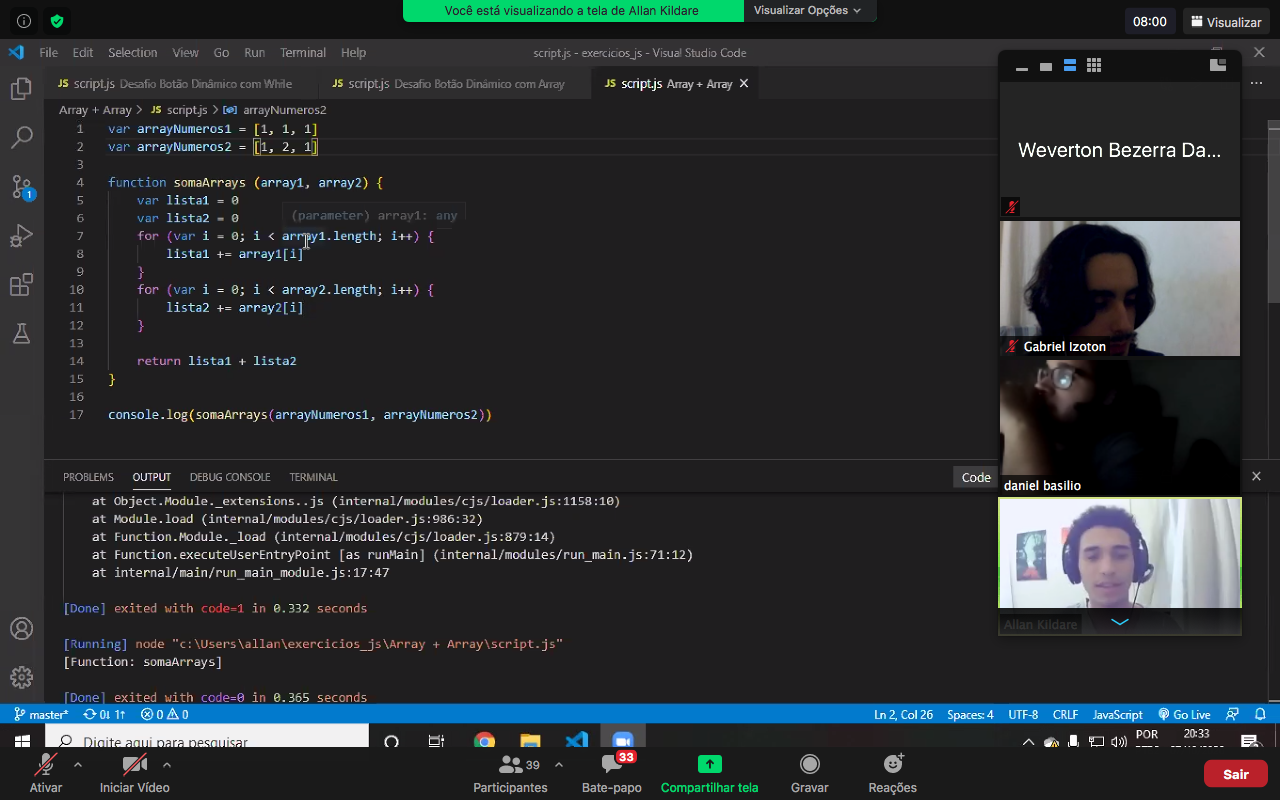 Você está visualizando a tela de Allan Kildare
Visualizar Opções
08:00
Visualizar
File Edit Selection View Go Run Terminal Help
script.js - exercicios_js - Visual Studio Code
JS script.js Desafio Botão Dinâmico com While
JS script.js Desafio Botão Dinâmico com Array
JS script.js Array + Array
Array + Array > JS script.js > arrayNumeros2
1 var arrayNumeros1 = [1, 1, 1]
2 var arrayNumeros2 = [1, 2, 1]
3
4 function somaArrays (array1, array2) {
5 var lista1 = 0
6 var lista2 = 0
(parameter) array1: any
7 for (var i = 0; i < array1.length; i++) {
8 lista1 += array1[i]
9 }
10 for (var i = 0; i < array2.length; i++) {
11 lista2 += array2[i]
12 }
13
14 return lista1 + lista2
15 }
16
17 console.log(somaArrays(arrayNumeros1, arrayNumeros2))
1
PROBLEMS OUTPUT DEBUG CONSOLE TERMINAL
Code
at Object.Module._extensions..js (internal/modules/cjs/loader.js:1158:10)
at Module.load (internal/modules/cjs/loader.js:986:32)
at Function.Module._load (internal/modules/cjs/loader.js:879:14)
at Function.executeUserEntryPoint [as runMain] (internal/modules/run_main.js:71:12)
at internal/main/run_main_module.js:17:47
[Done] exited with code=1 in 0.332 seconds
[Running] node "c:\Users\allan\exercicios_js\Array + Array\script.js"
[Function: somaArrays]
[Done] exited with code=0 in 0.365 seconds
Weverton Bezerra Da...
Gabriel Izoton
daniel basilio
Allan Kildare
master* 0↓ 1↑ 0 0
Ln 2, Col 26 Spaces: 4 UTF-8 CRLF JavaScript Go Live
Digite aqui para pesquisar
POR
20:33
Ativar
Iniciar Vídeo
39
Participantes
33
Bate-papo
Compartilhar tela
Gravar
Reações
Sair